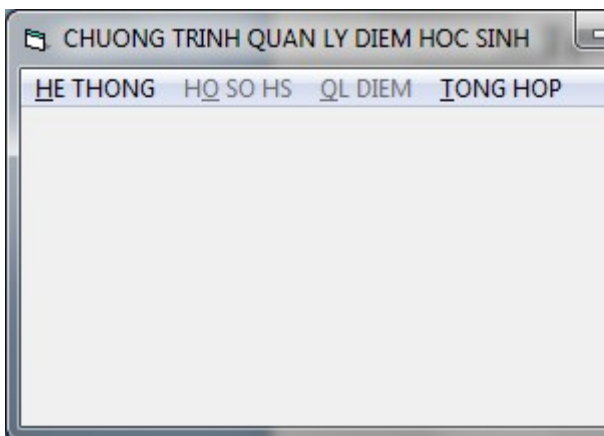 CHUONG TRINH QUAN LY DIEM HOC SINH
HE THONG HO SO HS QL DIEM TONG HOP